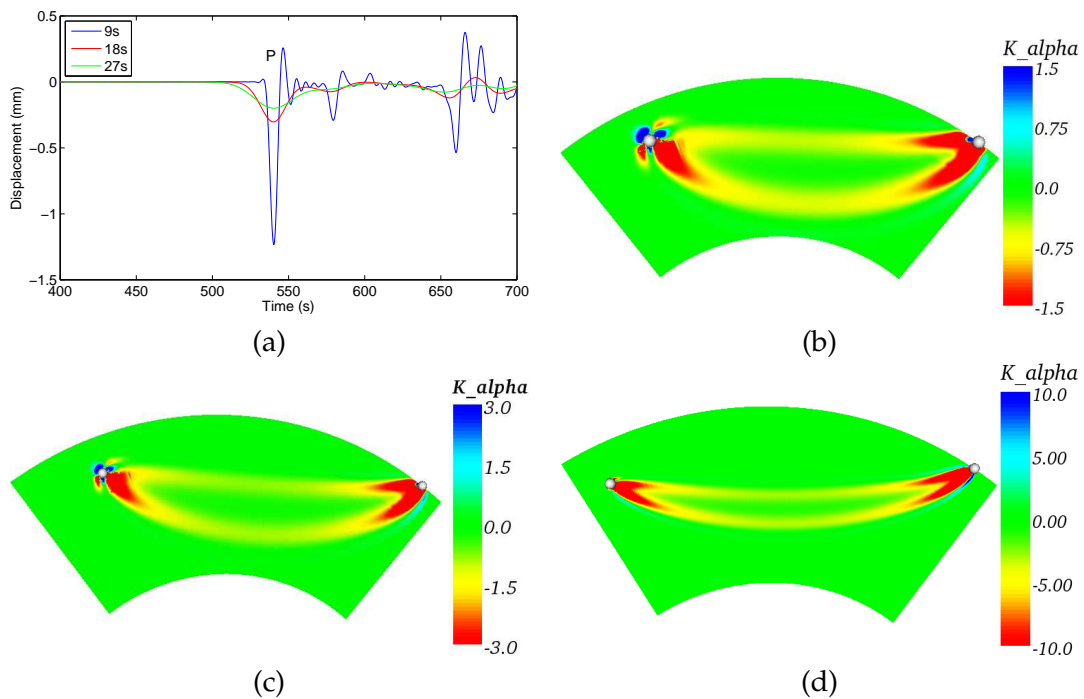 0.5
0
−0.5
−1
−1.5
Displacement (mm)
9s
18s
27s
P
400
450
500
550
600
650
700
Time (s)
(a)
K_alpha
1.5
0.75
0.0
-0.75
-1.5
(b)
K_alpha
3.0
1.5
0.0
-1.5
-3.0
(c)
K_alpha
10.0
5.00
0.00
-5.00
-10.0
(d)